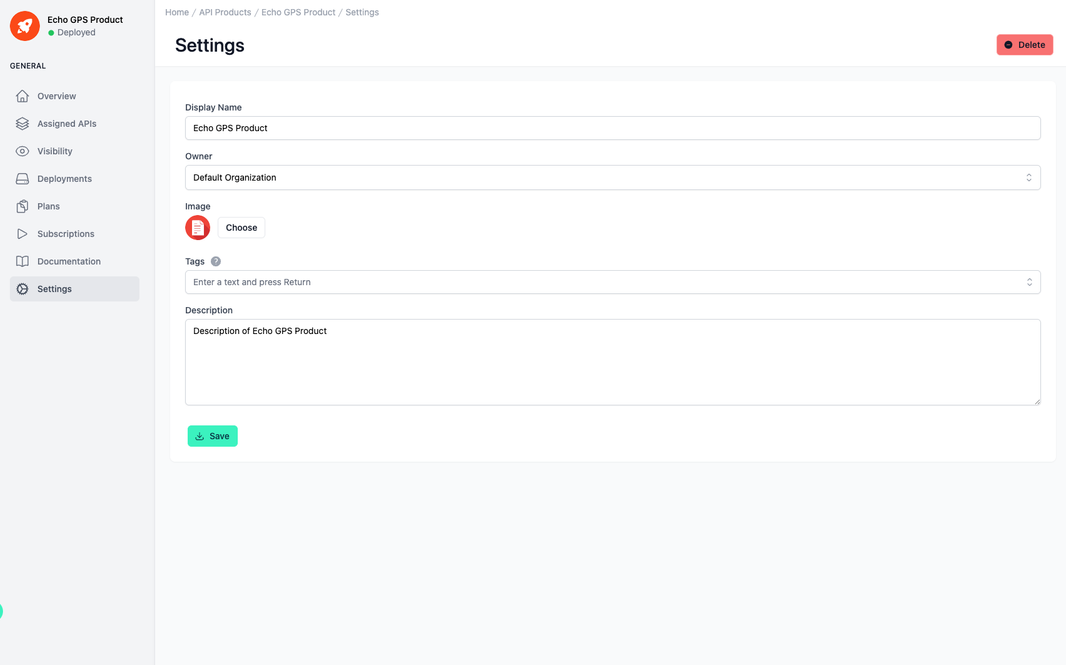 Echo GPS Product
Deployed
GENERAL
Overview
Assigned APIs
Visibility
Deployments
Plans
Subscriptions
Documentation
Settings
Home / API Products / Echo GPS Product / Settings
Settings
Delete
Display Name
Echo GPS Product
Owner
Default Organization
Image
Choose
Tags ?
Enter a text and press Return
Description
Description of Echo GPS Product
Save